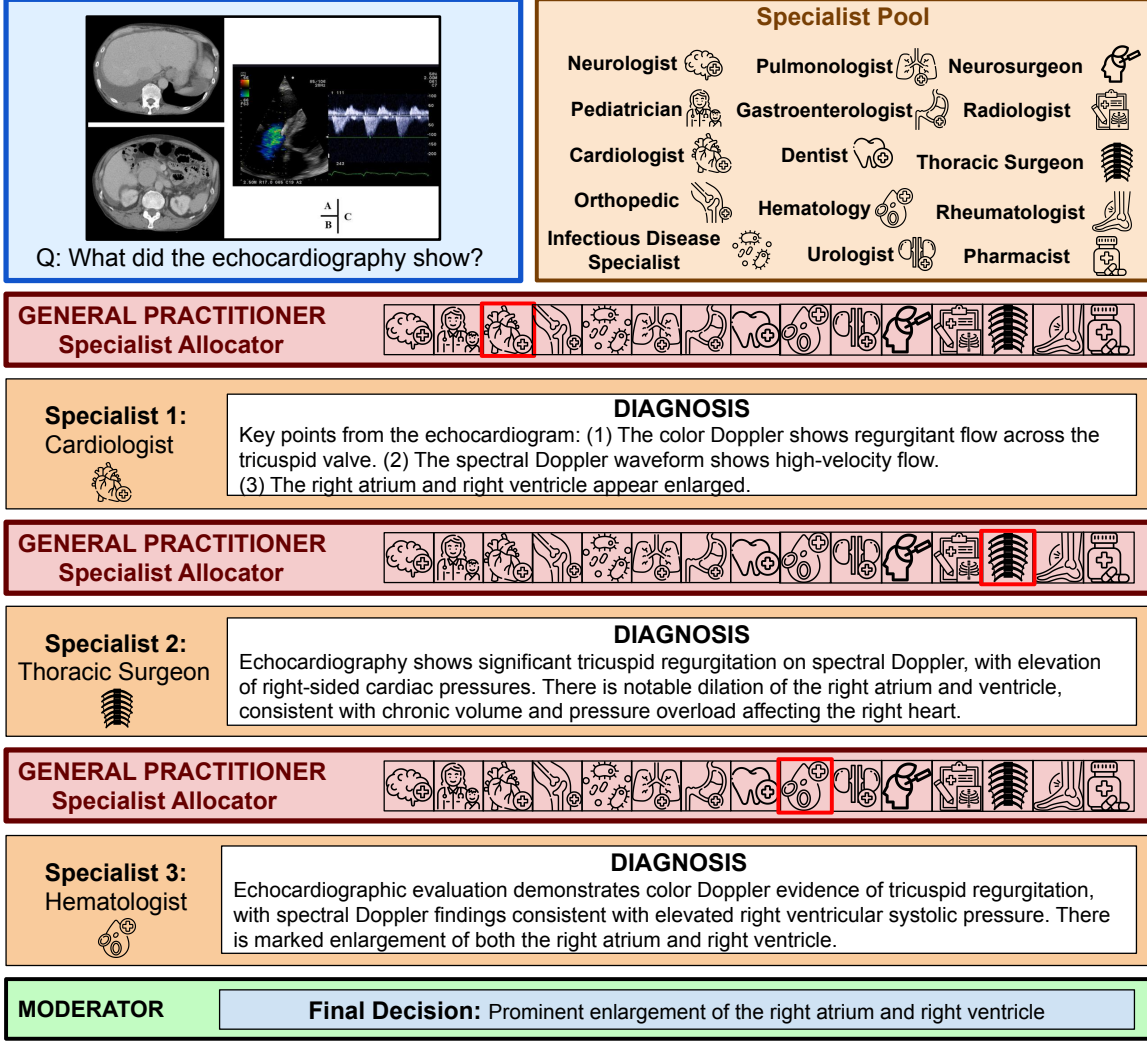 A
B
C
Q: What did the echocardiography show?
Specialist Pool
Neurologist
Pulmonologist
Neurosurgeon
Pediatrician
Gastroenterologist
Radiologist
Cardiologist
Dentist
Thoracic Surgeon
Orthopedic
Hematology
Rheumatologist
Infectious Disease
Specialist
Urologist
Pharmacist
GENERAL PRACTITIONER
Specialist Allocator
Specialist 1:
Cardiologist
DIAGNOSIS
Key points from the echocardiogram: (1) The color Doppler shows regurgitant flow across the
tricuspid valve. (2) The spectral Doppler waveform shows high-velocity flow.
(3) The right atrium and right ventricle appear enlarged.
GENERAL PRACTITIONER
Specialist Allocator
Specialist 2:
Thoracic Surgeon
DIAGNOSIS
Echocardiography shows significant tricuspid regurgitation on spectral Doppler, with elevation
of right-sided cardiac pressures. There is notable dilation of the right atrium and ventricle,
consistent with chronic volume and pressure overload affecting the right heart.
GENERAL PRACTITIONER
Specialist Allocator
Specialist 3:
Hematologist
DIAGNOSIS
Echocardiographic evaluation demonstrates color Doppler evidence of tricuspid regurgitation,
with spectral Doppler findings consistent with elevated right ventricular systolic pressure. There
is marked enlargement of both the right atrium and right ventricle.
MODERATOR
Final Decision: Prominent enlargement of the right atrium and right ventricle